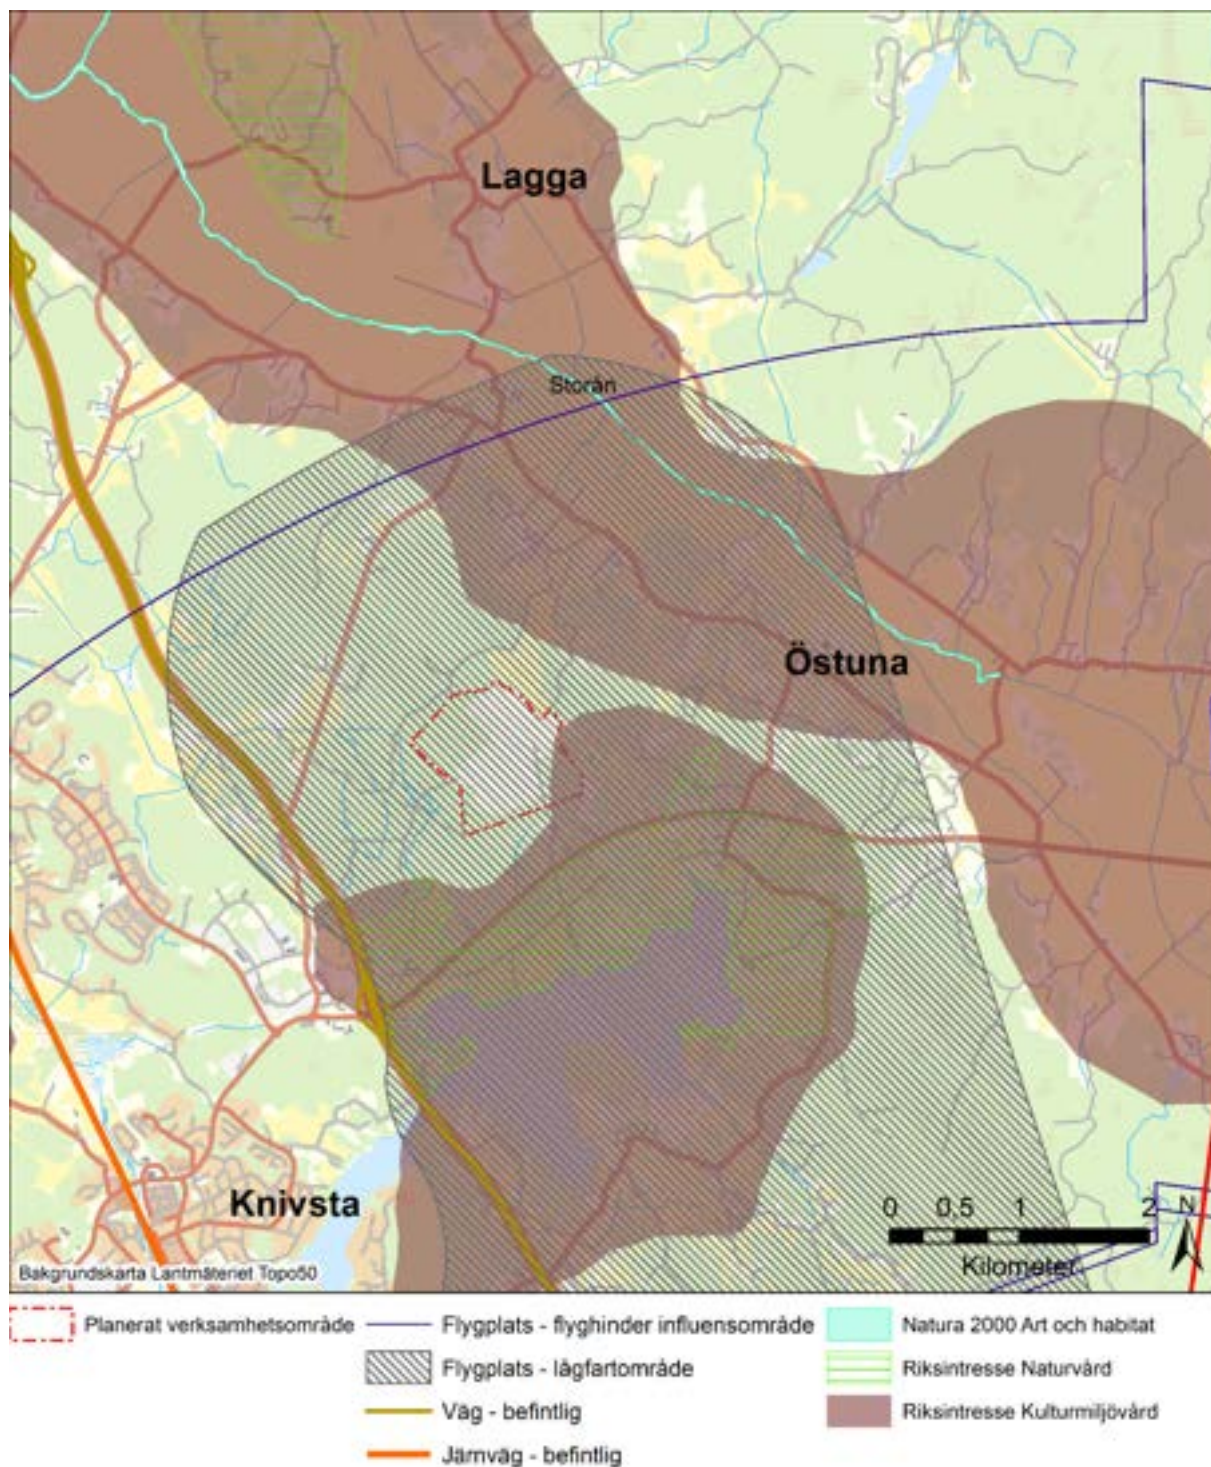 Lagga
Storån
Östuna
Knivsta
0 0,5 1 2
N
Kilometer
Bakgrundskarta Lantmäteriet Topo50
Planerat verksamhetsområde
Flygplats - flyghinder influensområde
Flygplats - lågfartområde
Väg - befintlig
Järnväg - befintlig
Natura 2000 Art och habitat
Riksintresse Naturvård
Riksintresse Kulturmiljövård